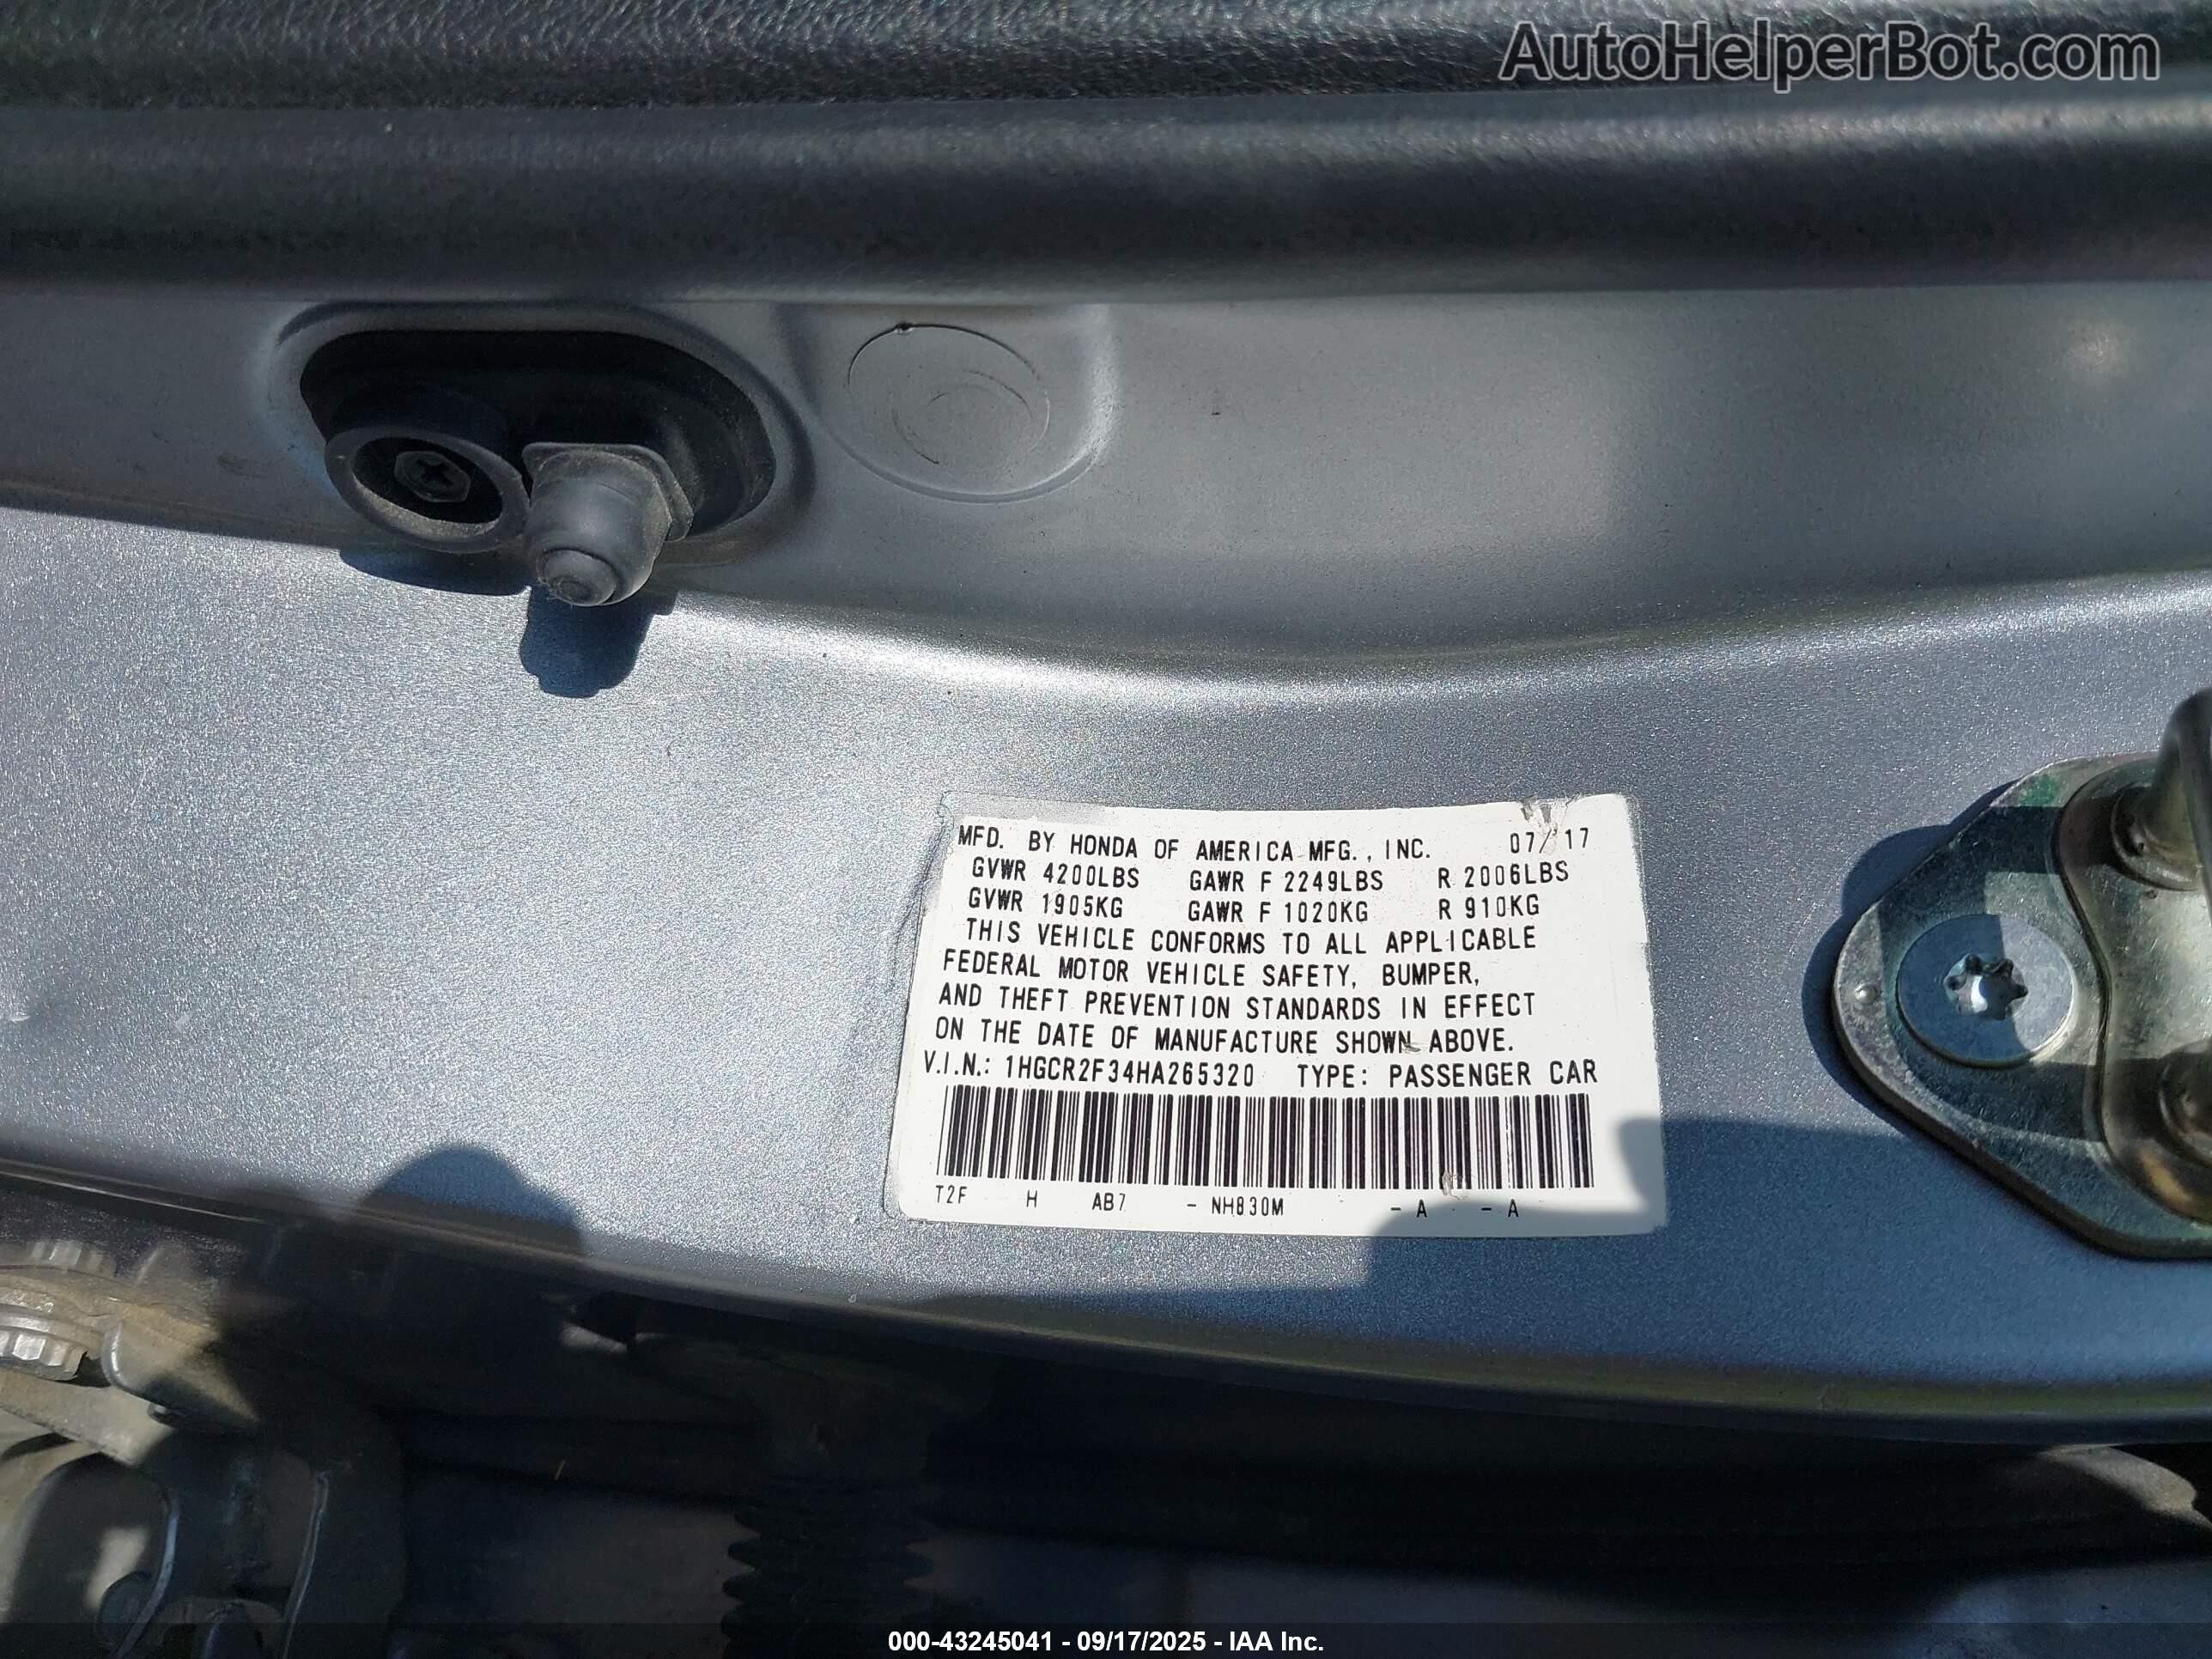 AutoHelperBot.com
MFD. BY HONDA OF AMERICA MFG., INC. 07/17
GVWR 4200LBS GAWR F 2249LBS R 2006LBS
GVWR 1905KG GAWR F 1020KG R 910KG
THIS VEHICLE CONFORMS TO ALL APPLICABLE
FEDERAL MOTOR VEHICLE SAFETY, BUMPER,
AND THEFT PREVENTION STANDARDS IN EFFECT
ON THE DATE OF MANUFACTURE SHOWN ABOVE.
V.I.N.: 1HGCR2F34HA265320 TYPE: PASSENGER CAR
T2F H AB7 - NH830M - A - A
000-43245041 - 09/17/2025 - IAA Inc.